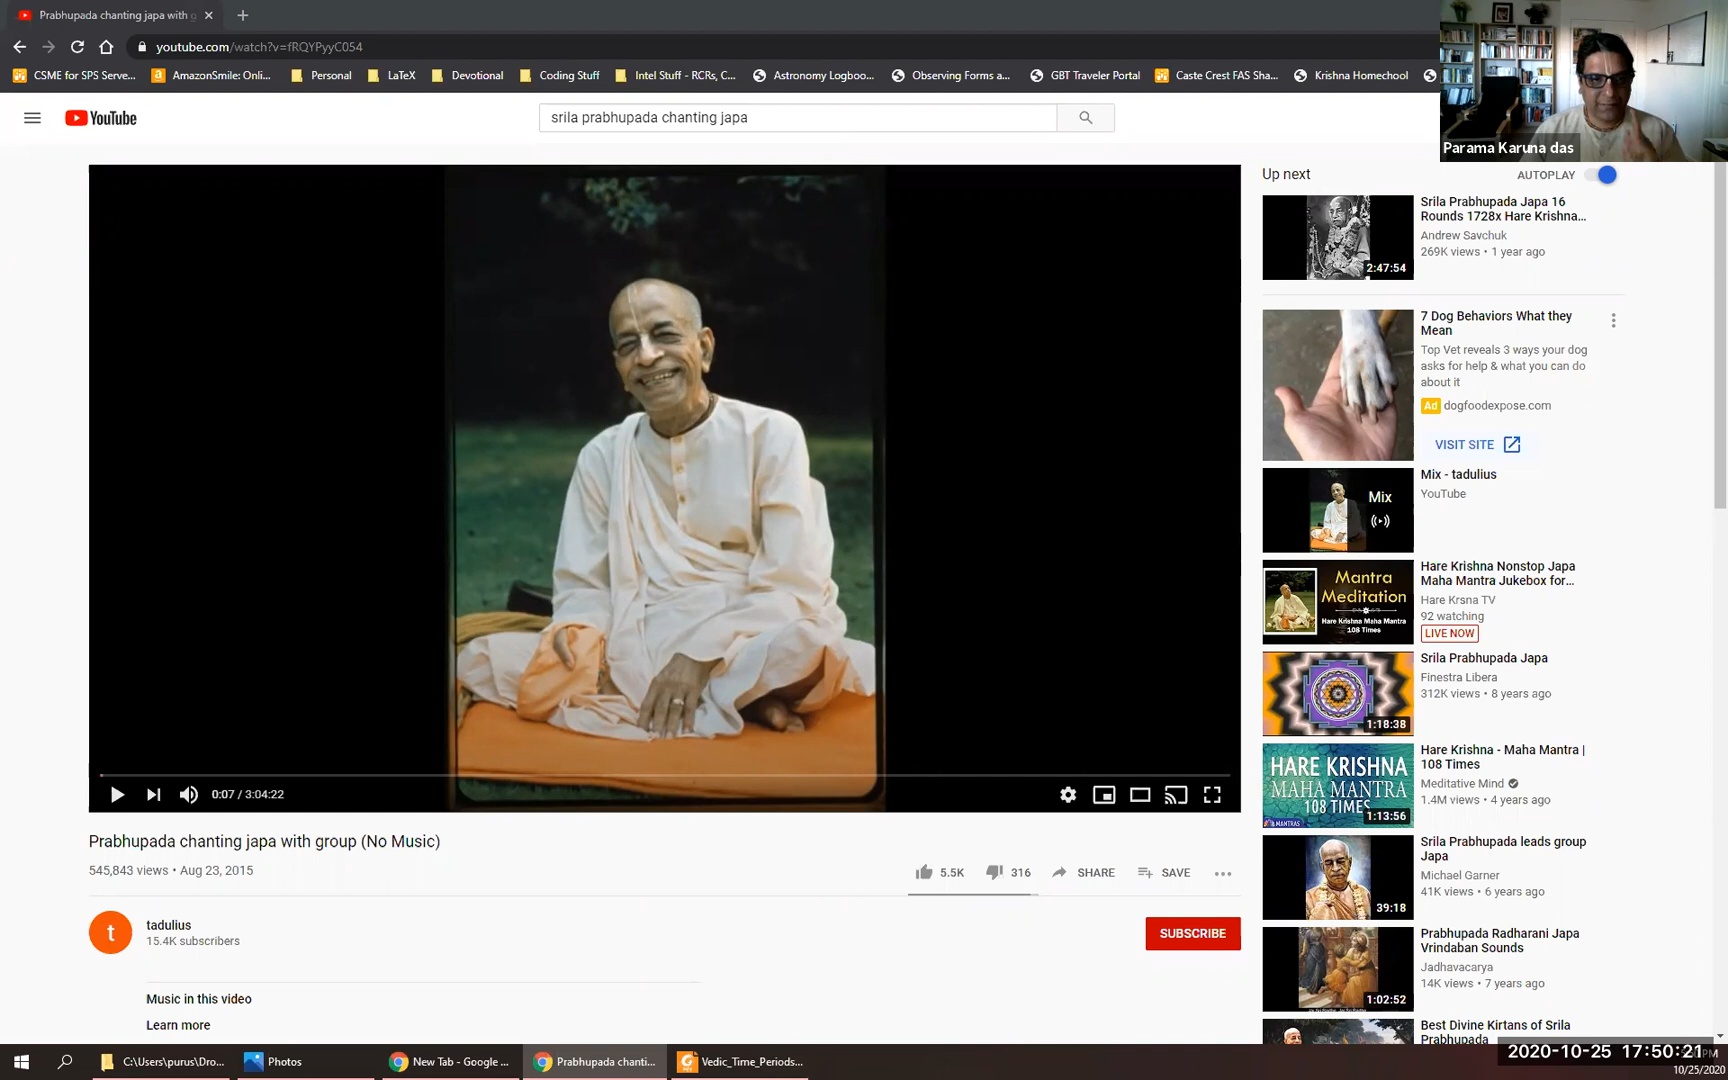 Prabhupada chanting japa with g
youtube.com/watch?v=fRQYPyyC054
CSME for SPS Serve...
AmazonSmile: Onli...
Personal
LaTeX
Devotional
Coding Stuff
Intel Stuff - RCRs, C...
Astronomy Logboo...
Observing Forms a...
GBT Traveler Portal
Caste Crest FAS Sha...
Krishna Homechool
Parama Karuna das
YouTube
srila prabhupada chanting japa
0:07 / 3:04:22
Prabhupada chanting japa with group (No Music)
545,843 views • Aug 23, 2015
5.5K
316
SHARE
SAVE
t
tadulius
15.4K subscribers
SUBSCRIBE
Music in this video
Learn more
Up next
AUTOPLAY
2:47:54
Srila Prabhupada Japa 16
Rounds 1728x Hare Krishna...
Andrew Savchuk
269K views • 1 year ago
7 Dog Behaviors What they
Mean
Top Vet reveals 3 ways your dog
asks for help & what you can do
about it
Ad dogfoodexpose.com
VISIT SITE
Mix
Mix - tadulius
YouTube
Mantra
Meditation
Hare Krishna Maha Mantra
108 Times
Hare Krishna Nonstop Japa
Maha Mantra Jukebox for...
Hare Krsna TV
92 watching
LIVE NOW
1:18:38
Srila Prabhupada Japa
Finestra Libera
312K views • 8 years ago
HARE KRISHNA
MAHA MANTRA
108 TIMES
1:13:56
Hare Krishna - Maha Mantra |
108 Times
Meditative Mind
1.4M views • 4 years ago
39:18
Srila Prabhupada leads group
Japa
Michael Garner
41K views • 6 years ago
1:02:52
Prabhupada Radharani Japa
Vrindaban Sounds
Jadhavacarya
14K views • 7 years ago
Best Divine Kirtans of Srila
Prabhupada
C:\Users\purus\Dro...
Photos
New Tab - Google ...
Prabhupada chanti...
Vedic_Time_Periods...
2020-10-25 17:50:21
10/25/2020